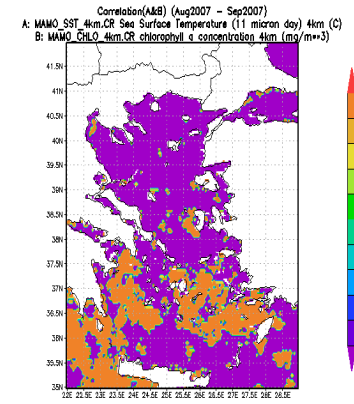 Correlation(A&B) (Aug2007 - Sep2007)
A: MAMO_SST_4km.CR Sea Surface Temperature (11 micron day) 4km (C)
B: MAMO_CHLO_4km.CR chlorophyll a concentration 4km (mg/m**3)
41.5N
41N
40.5N
40N
39.5N
39N
38.5N
38N
37.5N
37N
36.5N
36N
35.5N
35N
22E 22.5E 23E 23.5E 24E 24.5E 25E 25.5E 26E 26.5E 27E 27.5E 28E 28.5E